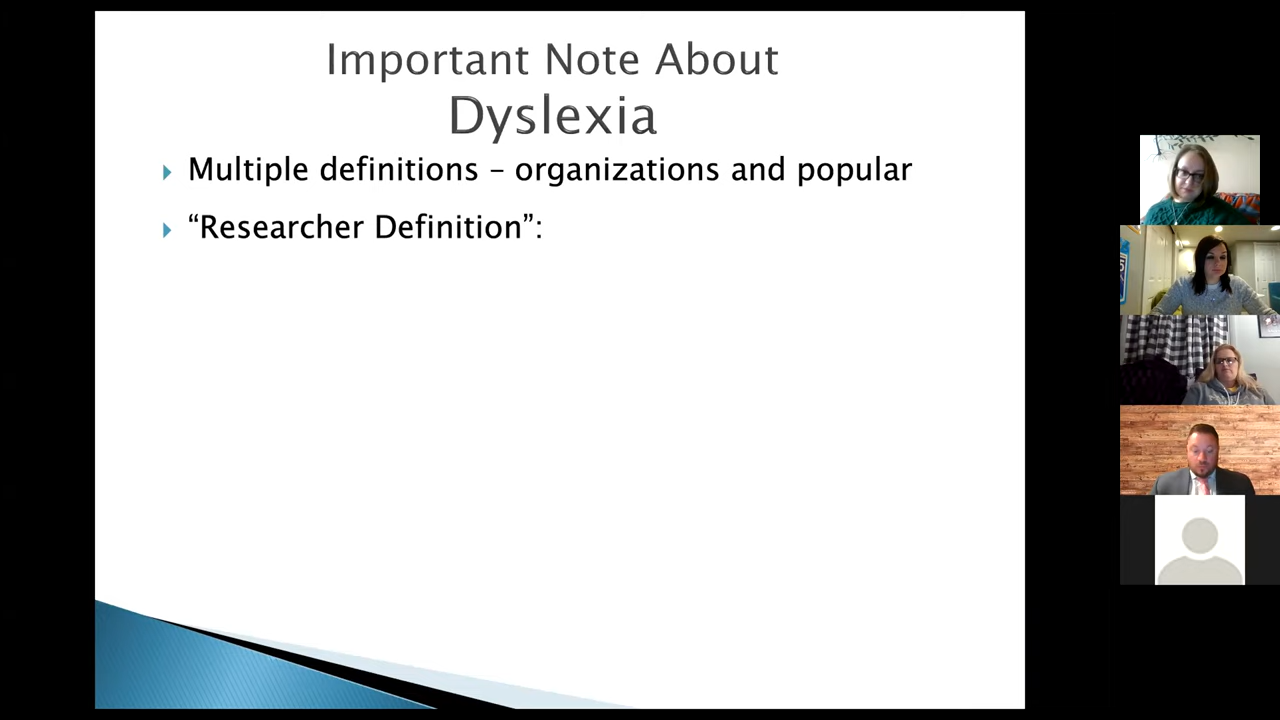 Important Note About
Dyslexia
Multiple definitions – organizations and popular
“Researcher Definition”: